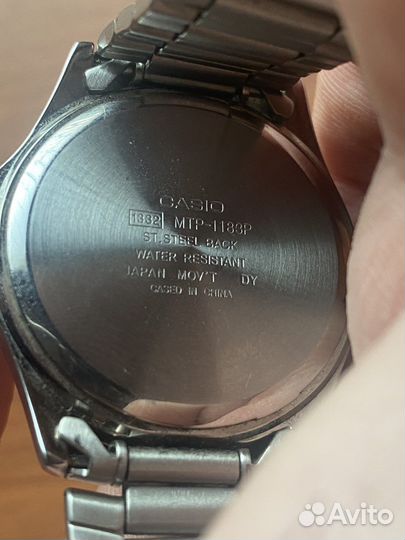 CASIO
1332 MTP-1183P
ST.STEEL BACK
WATER RESISTANT
JAPAN MOV'T DY
CASED IN CHINA
Avito